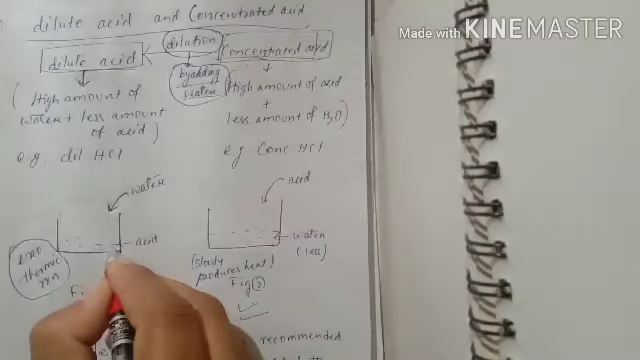 dilute acid and Concentrated acid
Made with KINEMASTER
dilute acid
dilution
Concentrated acid
by adding
water
(High amount of
water + less amount
of acid)
High amount of acid
+
less amount of H₂O)
e.g. dil HCl
eg Conc. HCl
water
acid
acid
water
(less)
exo
thermic
rxn
(slowly
produces heat)
Fig ②
recommended